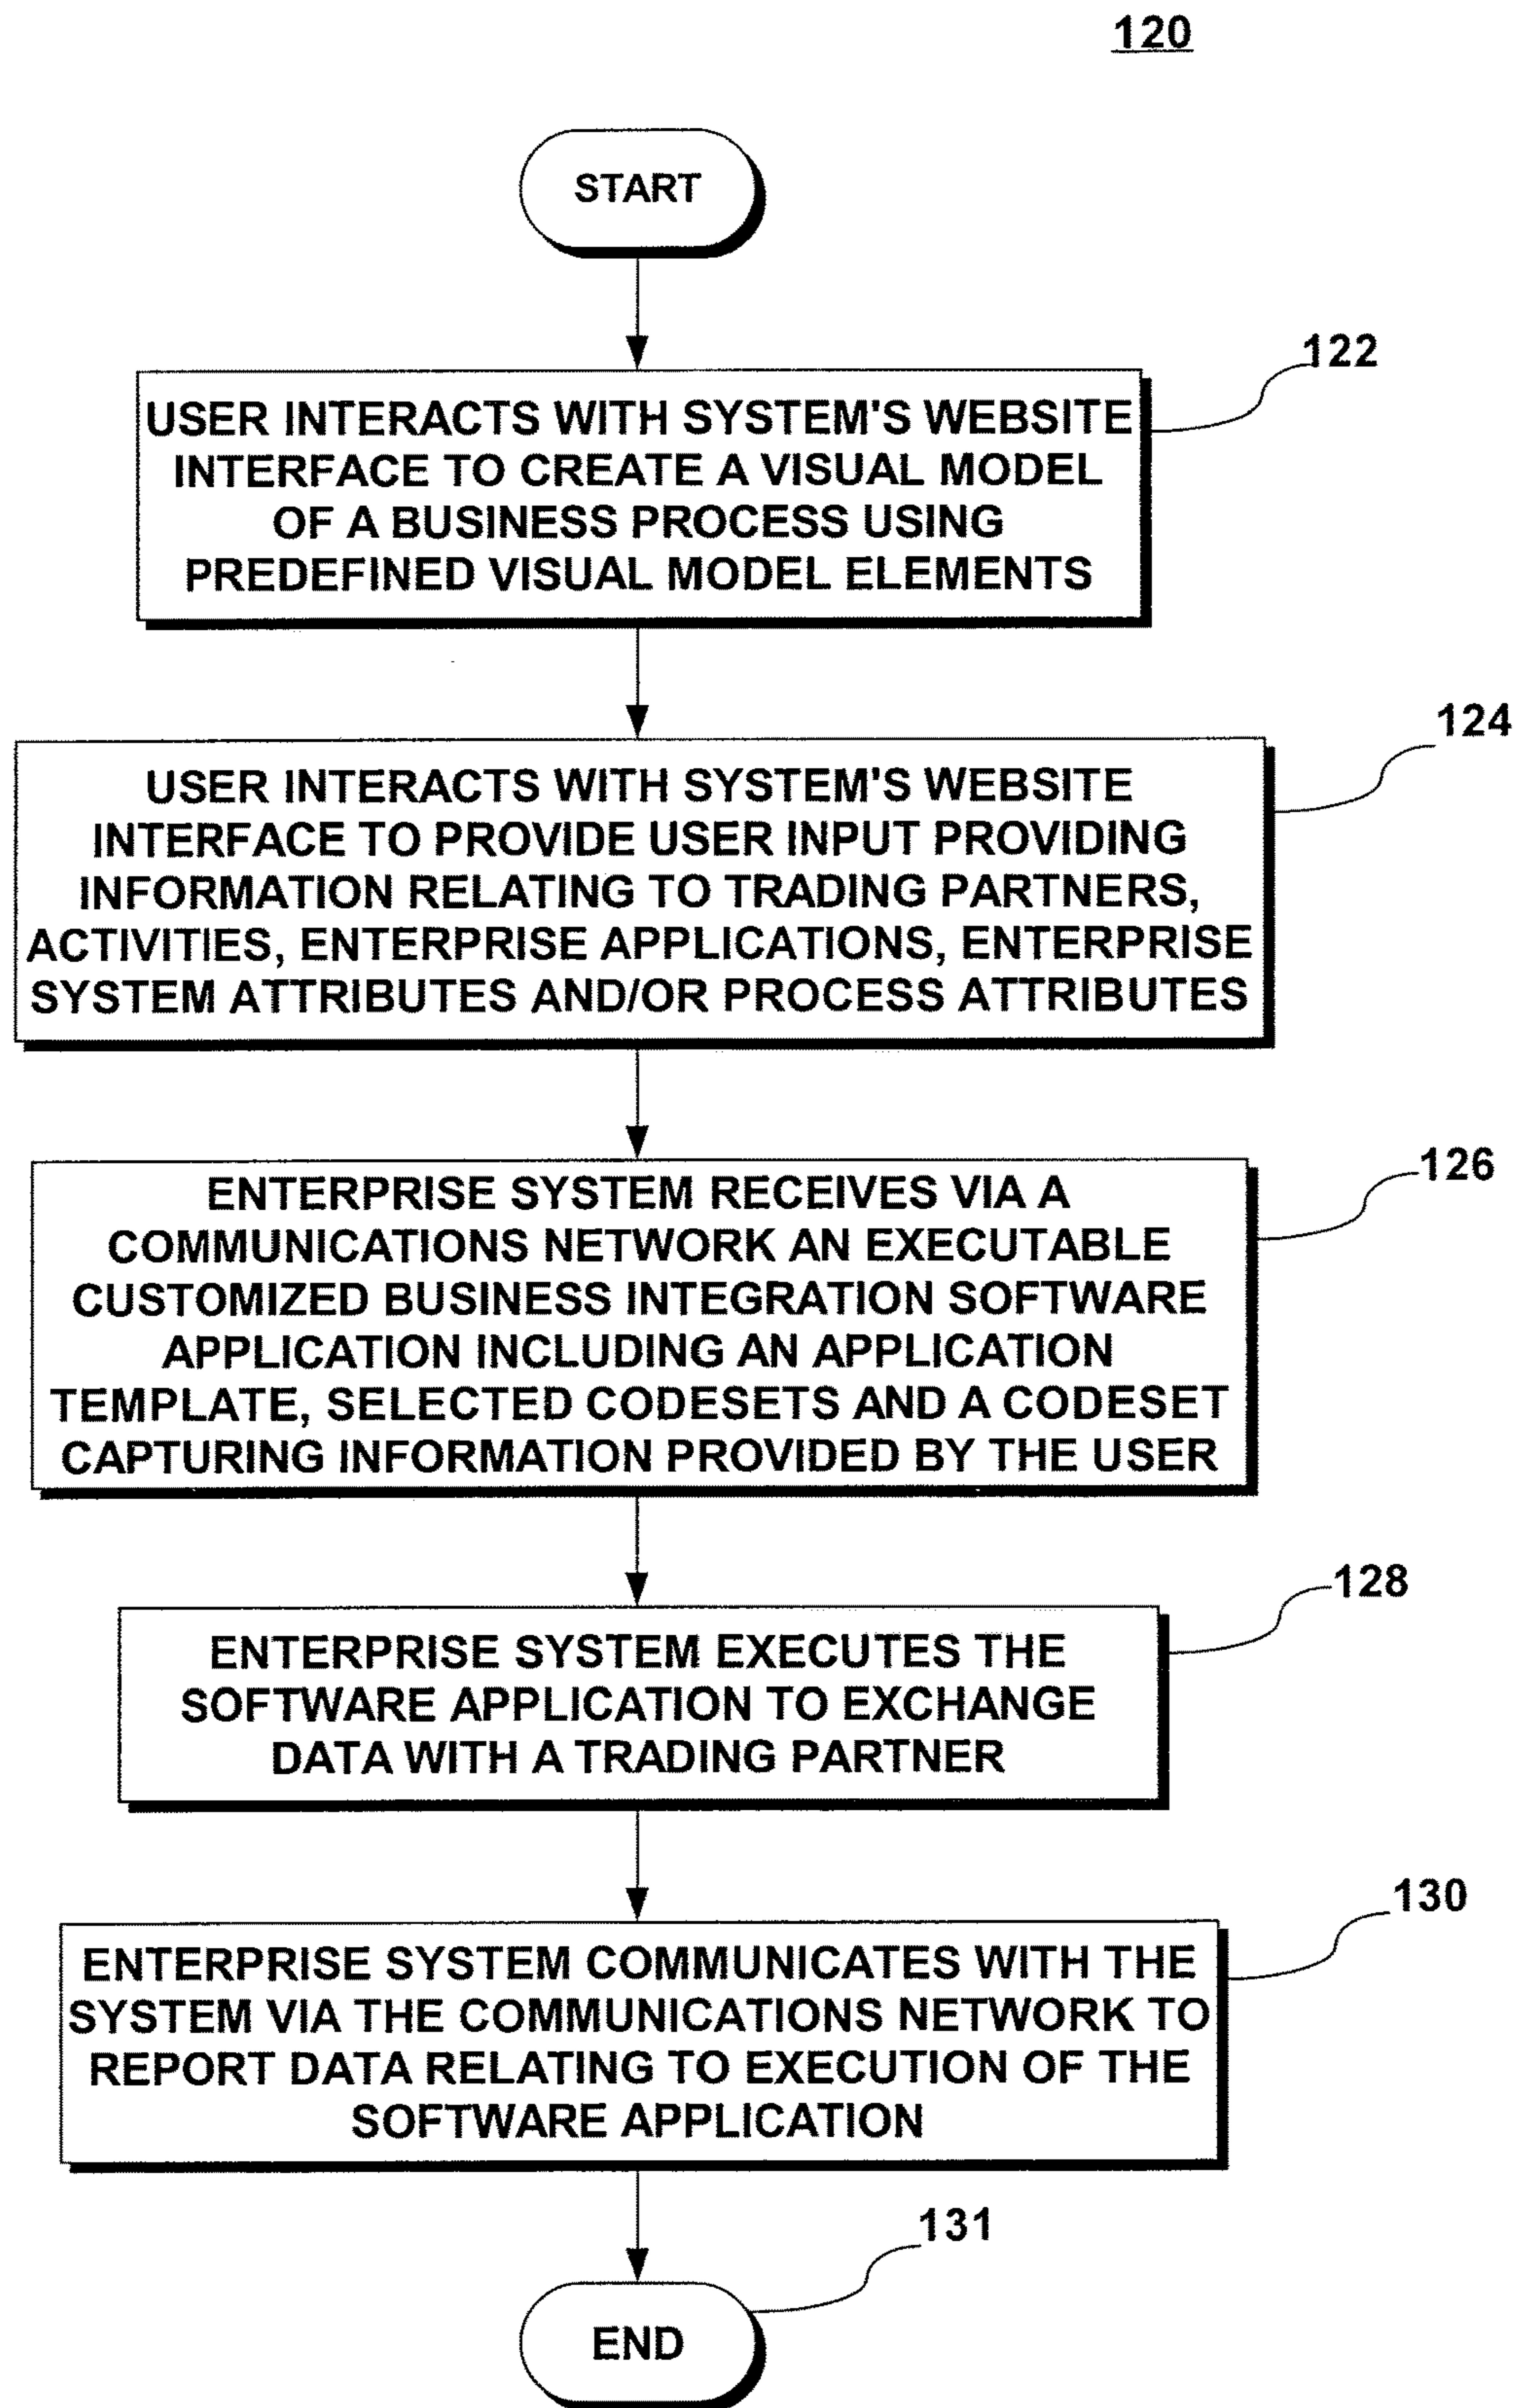 120
START
122
USER INTERACTS WITH SYSTEM'S WEBSITE
INTERFACE TO CREATE A VISUAL MODEL
OF A BUSINESS PROCESS USING
PREDEFINED VISUAL MODEL ELEMENTS
124
USER INTERACTS WITH SYSTEM'S WEBSITE
INTERFACE TO PROVIDE USER INPUT PROVIDING
INFORMATION RELATING TO TRADING PARTNERS,
ACTIVITIES, ENTERPRISE APPLICATIONS, ENTERPRISE
SYSTEM ATTRIBUTES AND/OR PROCESS ATTRIBUTES
126
ENTERPRISE SYSTEM RECEIVES VIA A
COMMUNICATIONS NETWORK AN EXECUTABLE
CUSTOMIZED BUSINESS INTEGRATION SOFTWARE
APPLICATION INCLUDING AN APPLICATION
TEMPLATE, SELECTED CODESETS AND A CODESET
CAPTURING INFORMATION PROVIDED BY THE USER
128
ENTERPRISE SYSTEM EXECUTES THE
SOFTWARE APPLICATION TO EXCHANGE
DATA WITH A TRADING PARTNER
130
ENTERPRISE SYSTEM COMMUNICATES WITH THE
SYSTEM VIA THE COMMUNICATIONS NETWORK TO
REPORT DATA RELATING TO EXECUTION OF THE
SOFTWARE APPLICATION
131
END